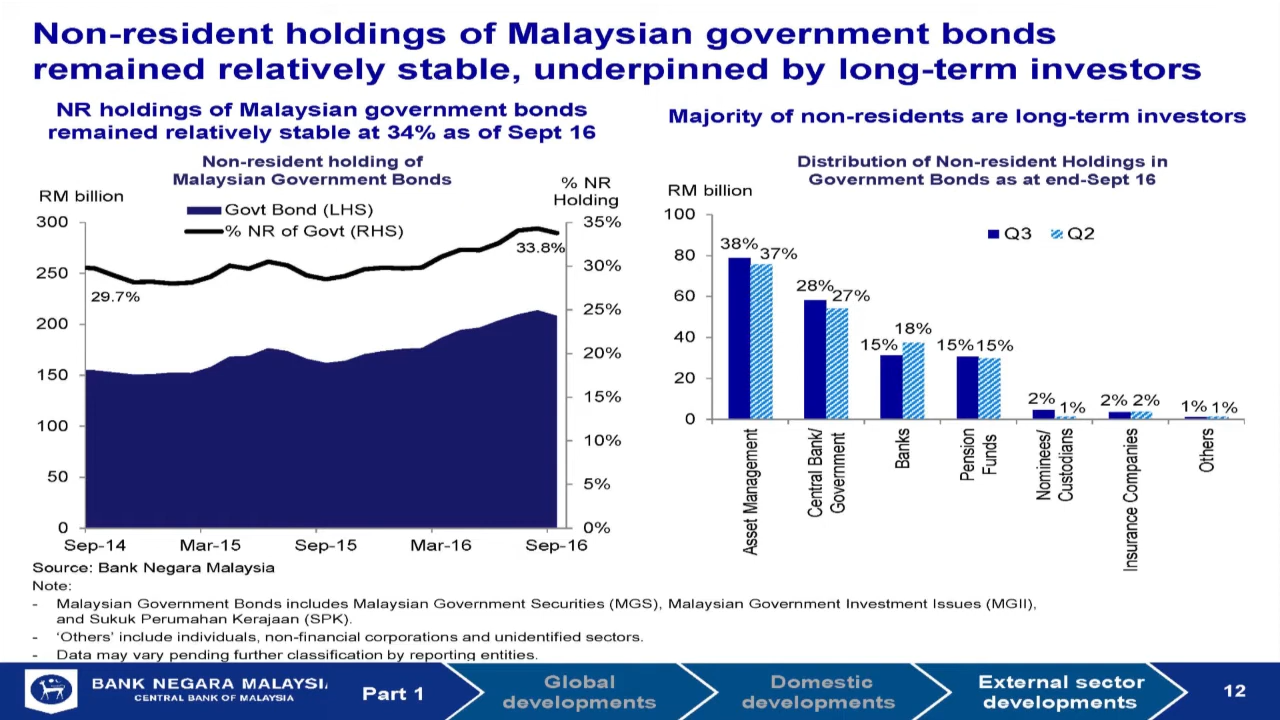 Non-resident holdings of Malaysian government bonds
remained relatively stable, underpinned by long-term investors
NR holdings of Malaysian government bonds
remained relatively stable at 34% as of Sept 16
Non-resident holding of
Malaysian Government Bonds
RM billion
% NR
Holding
Govt Bond (LHS)
% NR of Govt (RHS)
300
250
200
150
100
50
0
35%
30%
25%
20%
15%
10%
5%
0%
29.7%
33.8%
Sep-14
Mar-15
Sep-15
Mar-16
Sep-16
Majority of non-residents are long-term investors
Distribution of Non-resident Holdings in
Government Bonds as at end-Sept 16
RM billion
Q3
Q2
100
80
60
40
20
0
38%
37%
28%
27%
15%
18%
15%
15%
2%
1%
2%
2%
1%
1%
Asset Management
Central Bank/
Government
Banks
Pension
Funds
Nominees/
Custodians
Insurance Companies
Others
Source: Bank Negara Malaysia
Note:
- Malaysian Government Bonds includes Malaysian Government Securities (MGS), Malaysian Government Investment Issues (MGII),
and Sukuk Perumahan Kerajaan (SPK).
- ‘Others’ include individuals, non-financial corporations and unidentified sectors.
- Data may vary pending further classification by reporting entities.
BANK NEGARA MALAYSI
CENTRAL BANK OF MALAYSIA
Part 1
Global
developments
Domestic
developments
External sector
developments
12